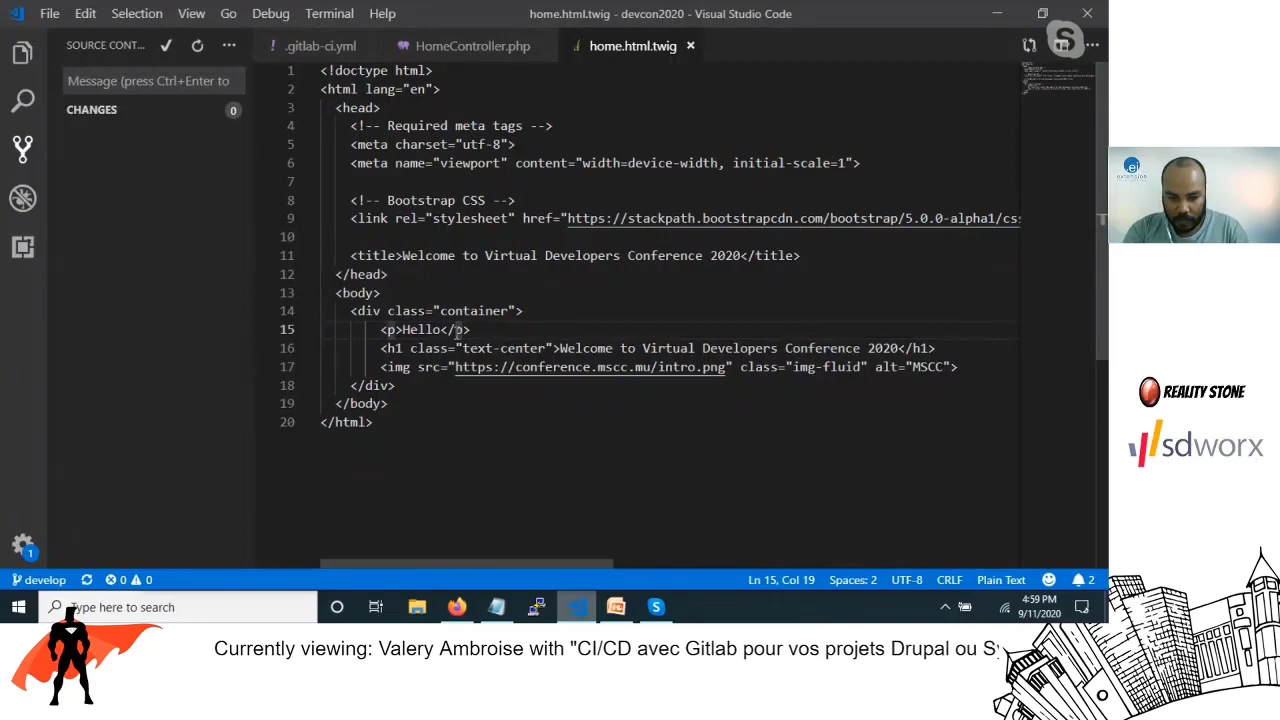 File Edit Selection View Go Debug Terminal Help home.html.twig - devcon2020 - Visual Studio Code
SOURCE CONT... .gitlab-ci.yml HomeController.php home.html.twig
Message (press Ctrl+Enter to
CHANGES 0
1 <!doctype html>
2 <html lang="en">
3 <head>
4 <!-- Required meta tags -->
5 <meta charset="utf-8">
6 <meta name="viewport" content="width=device-width, initial-scale=1">
7
8 <!-- Bootstrap CSS -->
9 <link rel="stylesheet" href="https://stackpath.bootstrapcdn.com/bootstrap/5.0.0-alpha1/css
10
11 <title>Welcome to Virtual Developers Conference 2020</title>
12 </head>
13 <body>
14 <div class="container">
15 <p>Hello</p>
16 <h1 class="text-center">Welcome to Virtual Developers Conference 2020</h1>
17 <img src="https://conference.mscc.mu/intro.png" class="img-fluid" alt="MSCC">
18 </div>
19 </body>
20 </html>
1
develop 0 0 Ln 15, Col 19 Spaces: 2 UTF-8 CRLF Plain Text 2
Type here to search
4:59 PM
9/11/2020
ei
extension
REALITY STONE
sdworx
Currently viewing: Valery Ambroise with "CI/CD avec Gitlab pour vos projets Drupal ou Sy